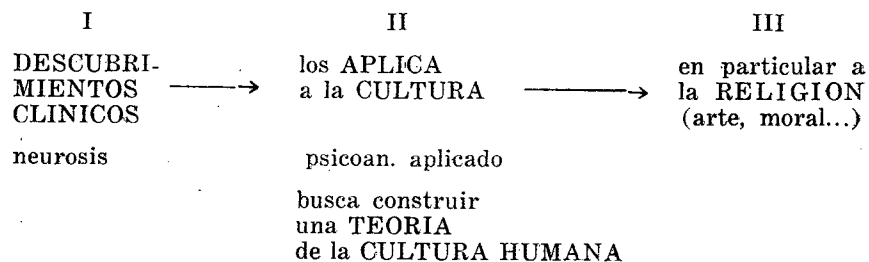 I
DESCUBRI-
MIENTOS
CLINICOS
neurosis
II
los APLICA
a la CULTURA
psicoan. aplicado
busca construir
una TEORIA
de la CULTURA HUMANA
III
en particular a
la RELIGION
(arte, moral...)